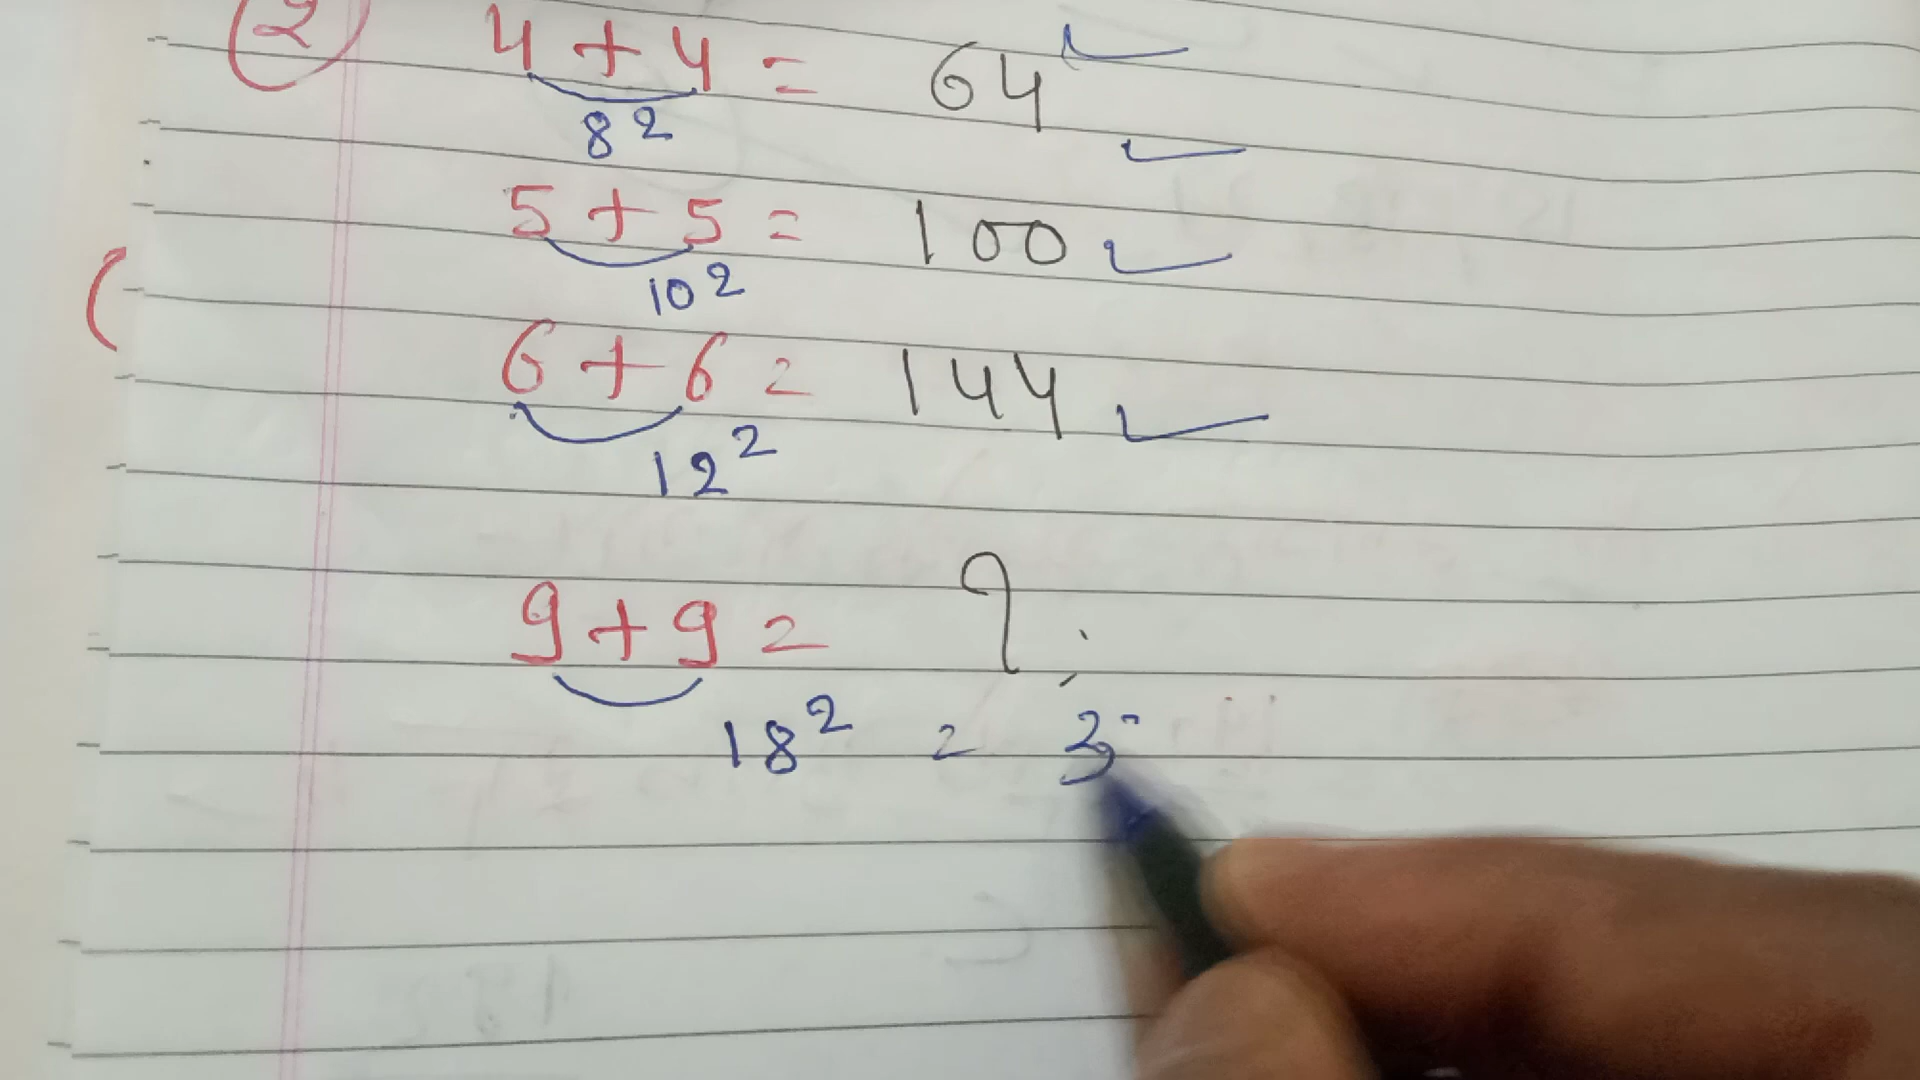 ② 4 + 4 = 64
8²
5 + 5 = 100
10²
6 + 6 = 144
12²
9 + 9 = ?
18² = 3